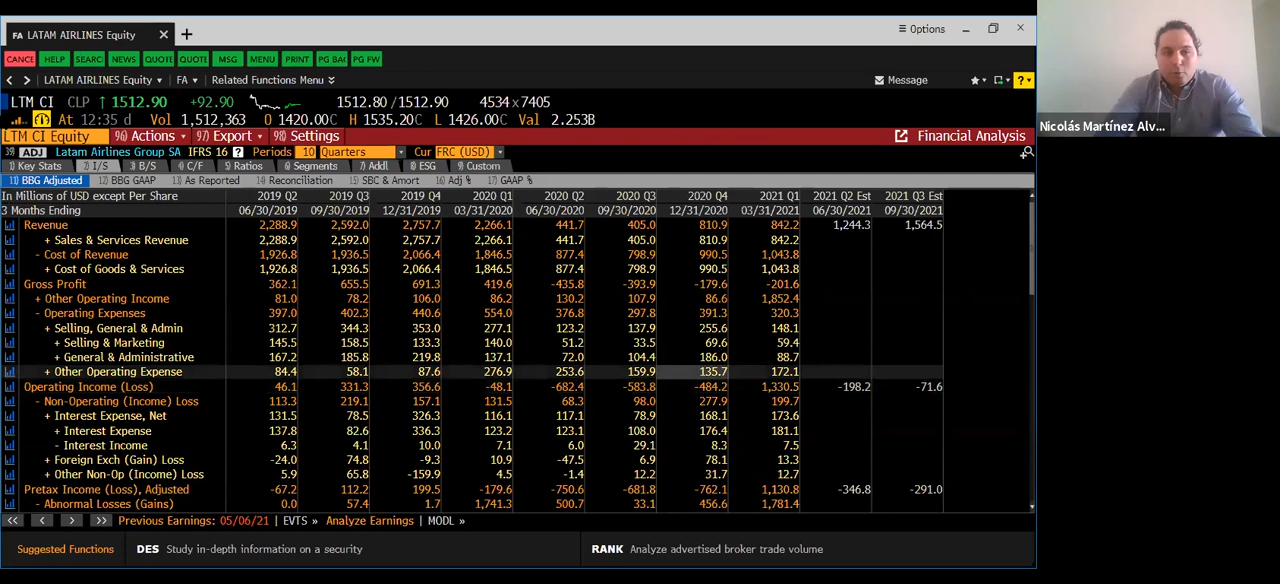 FA LATAM AIRLINES Equity
Options
CANCE HELP SEARC NEWS QUOTE QUOTE MSG MENU PRINT PG BAC PG FW
LATAM AIRLINES Equity FA Related Functions Menu Message
LTM CI CLP ↑ 1512.90 +92.90 1512.80 / 1512.90 4534 x 7405
At 12:35 d Vol 1,512,363 O 1420.00C H 1535.20C L 1426.00C Val 2.253B
LTM CI Equity 96) Actions 97) Export 98) Settings Financial Analysis
39) ADJ Latam Airlines Group SA IFRS 16 ? Periods 10 Quarters Cur FRC (USD)
1) Key Stats 2) I/S 3) B/S 4) C/F 5) Ratios 6) Segments 7) Addl 8) ESG 9) Custom
11) BBG Adjusted 12) BBG GAAP 13) As Reported 14) Reconciliation 15) SBC & Amort 16) Adj % 17) GAAP %
In Millions of USD except Per Share 2019 Q2 2019 Q3 2019 Q4 2020 Q1 2020 Q2 2020 Q3 2020 Q4 2021 Q1 2021 Q2 Est 2021 Q3 Est
3 Months Ending 06/30/2019 09/30/2019 12/31/2019 03/31/2020 06/30/2020 09/30/2020 12/31/2020 03/31/2021 06/30/2021 09/30/2021
Revenue 2,288.9 2,592.0 2,757.7 2,266.1 441.7 405.0 810.9 842.2 1,244.3 1,564.5
+ Sales & Services Revenue 2,288.9 2,592.0 2,757.7 2,266.1 441.7 405.0 810.9 842.2
- Cost of Revenue 1,926.8 1,936.5 2,066.4 1,846.5 877.4 798.9 990.5 1,043.8
+ Cost of Goods & Services 1,926.8 1,936.5 2,066.4 1,846.5 877.4 798.9 990.5 1,043.8
Gross Profit 362.1 655.5 691.3 419.6 -435.8 -393.9 -179.6 -201.6
+ Other Operating Income 81.0 78.2 106.0 86.2 130.2 107.9 86.6 1,852.4
- Operating Expenses 397.0 402.3 440.6 554.0 376.8 297.8 391.3 320.3
+ Selling, General & Admin 312.7 344.3 353.0 277.1 123.2 137.9 255.6 148.1
+ Selling & Marketing 145.5 158.5 133.3 140.0 51.2 33.5 69.6 59.4
+ General & Administrative 167.2 185.8 219.8 137.1 72.0 104.4 186.0 88.7
+ Other Operating Expense 84.4 58.1 87.6 276.9 253.6 159.9 135.7 172.1
Operating Income (Loss) 46.1 331.3 356.6 -48.1 -682.4 -583.8 -484.2 1,330.5 -198.2 -71.6
- Non-Operating (Income) Loss 113.3 219.1 157.1 131.5 68.3 98.0 277.9 199.7
+ Interest Expense, Net 131.5 78.5 326.3 116.1 117.1 78.9 168.1 173.6
+ Interest Expense 137.8 82.6 336.3 123.2 123.1 108.0 176.4 181.1
- Interest Income 6.3 4.1 10.0 7.1 6.0 29.1 8.3 7.5
+ Foreign Exch (Gain) Loss -24.0 74.8 -9.3 10.9 -47.5 6.9 78.1 13.3
+ Other Non-Op (Income) Loss 5.9 65.8 -159.9 4.5 -1.4 12.2 31.7 12.7
Pretax Income (Loss), Adjusted -67.2 112.2 199.5 -179.6 -750.6 -681.8 -762.1 1,130.8 -346.8 -291.0
- Abnormal Losses (Gains) 0.0 57.4 1.7 1,741.3 500.7 33.1 456.6 1,781.4
Previous Earnings: 05/06/21 | EVTS » Analyze Earnings | MODL »
Suggested Functions DES Study in-depth information on a security RANK Analyze advertised broker trade volume
Nicolás Martínez Alv...